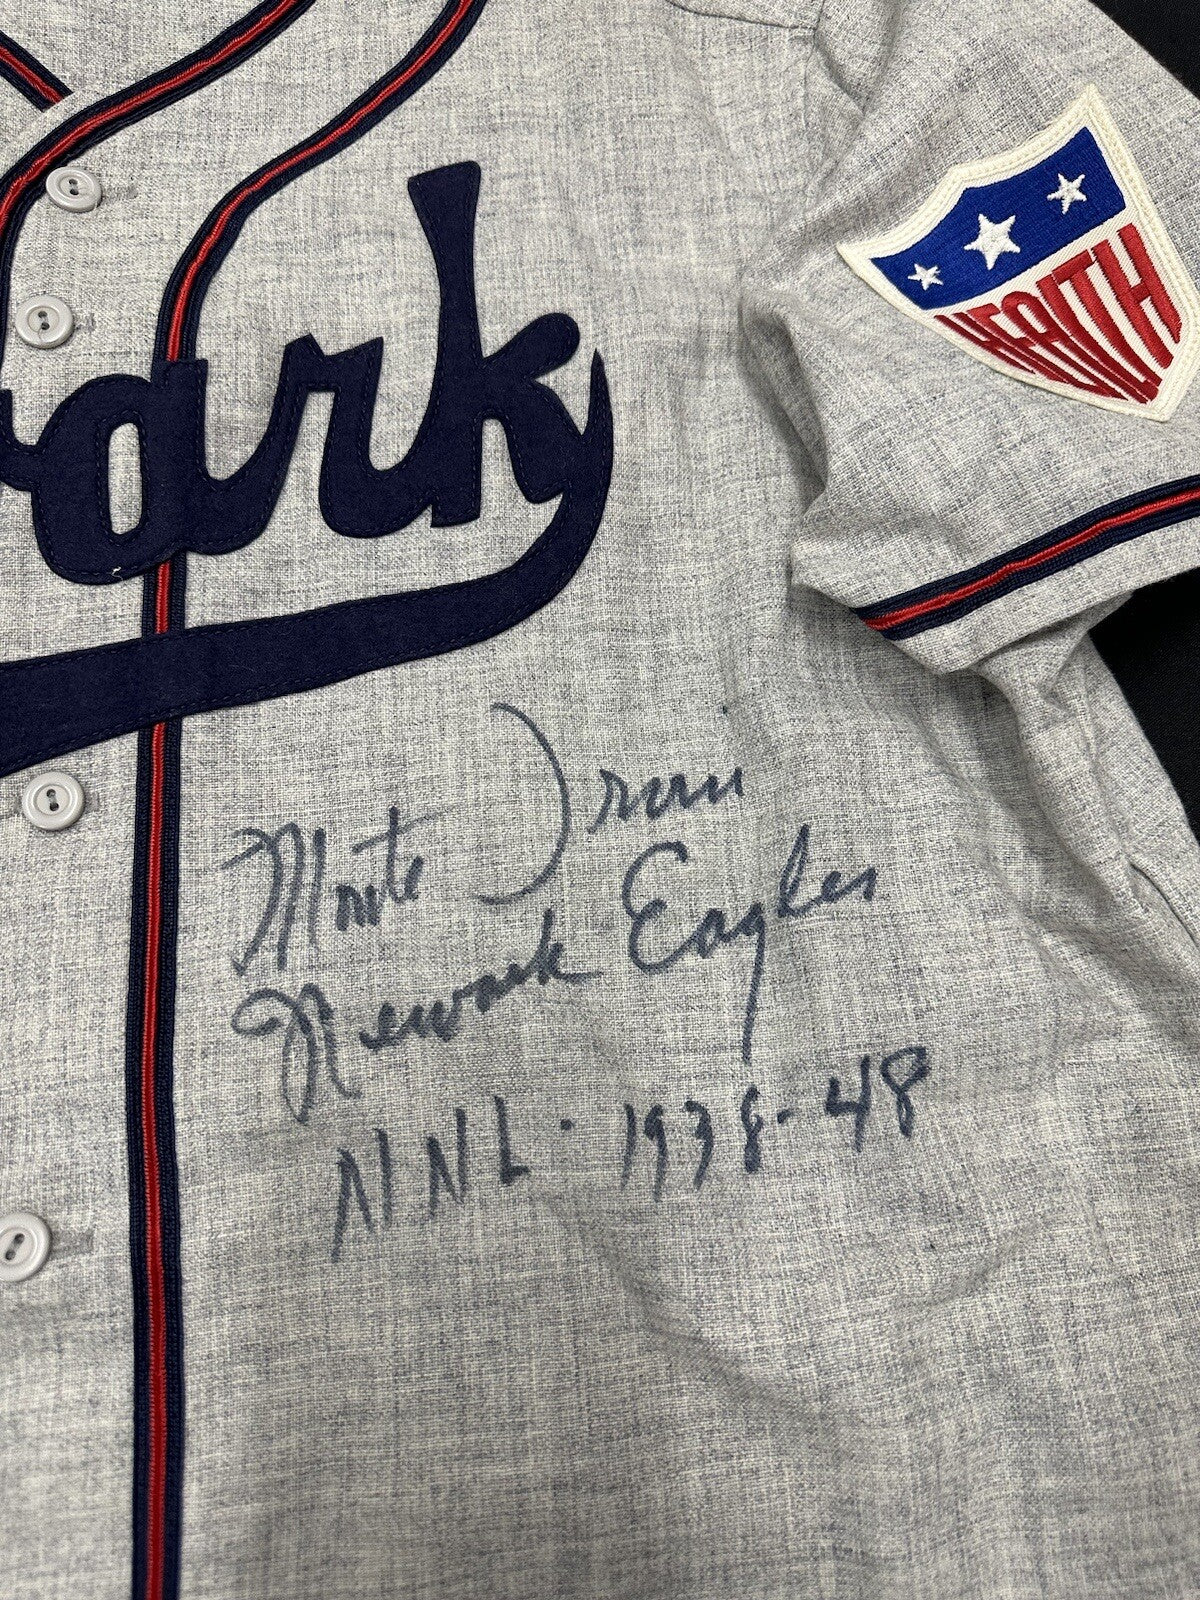 ark
HEALTH
Monte Irvin
Newark Eagles
NNL · 1938-48